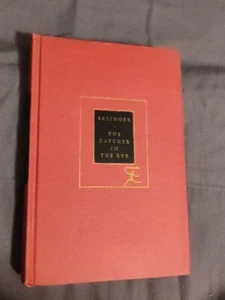 SALINGER
THE
CATCHER
IN
THE RYE